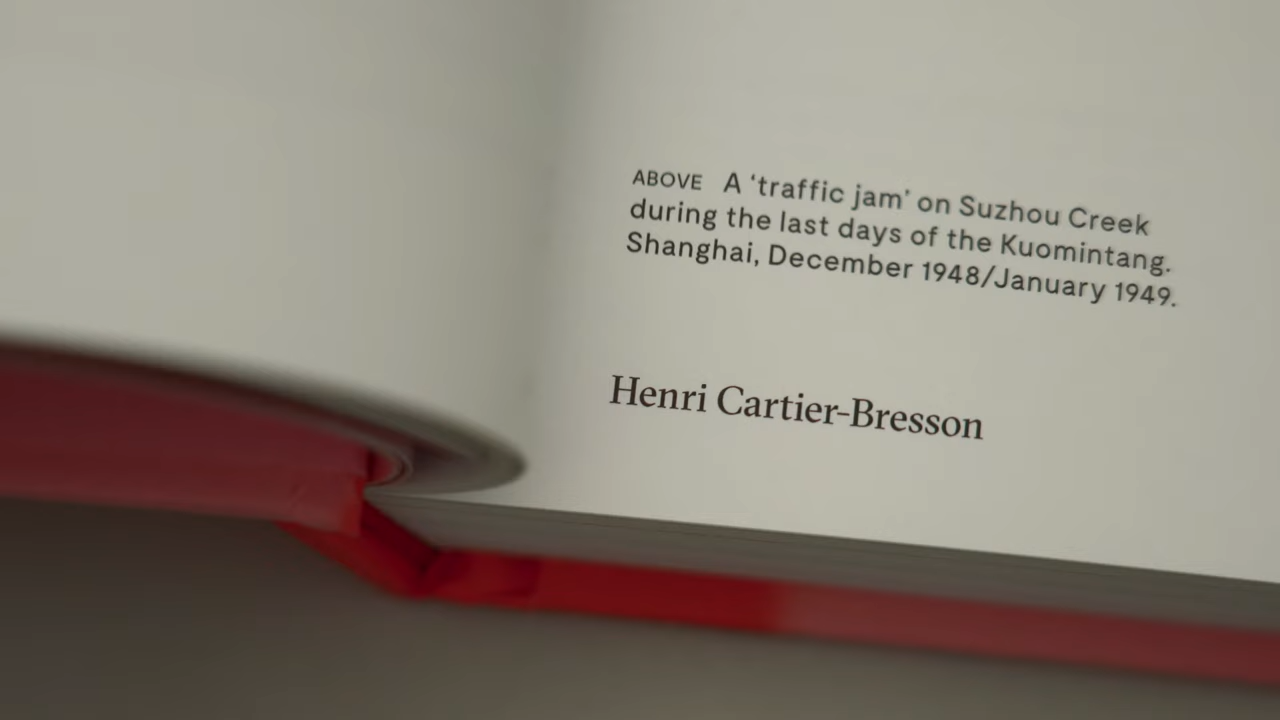 ABOVE A ‘traffic jam’ on Suzhou Creek
during the last days of the Kuomintang.
Shanghai, December 1948/January 1949.
Henri Cartier-Bresson